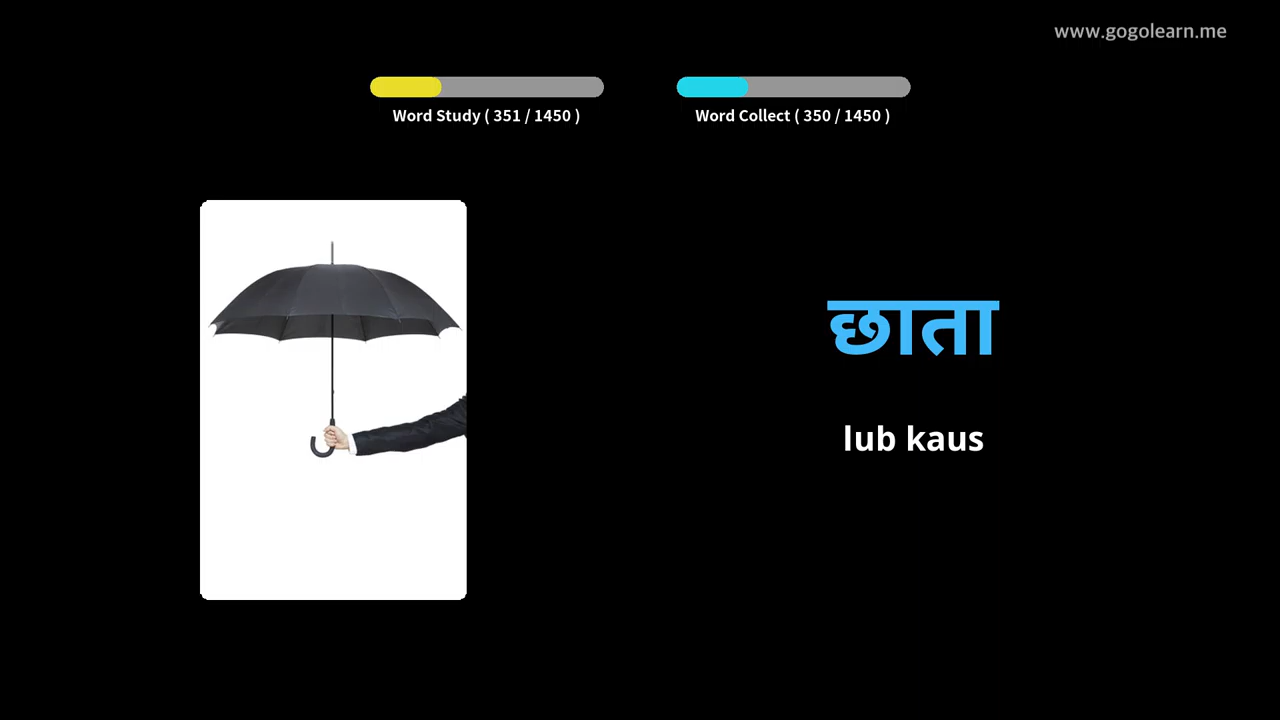 www.gogolearn.me
Word Study ( 351 / 1450 )
Word Collect ( 350 / 1450 )
छाता
lub kaus